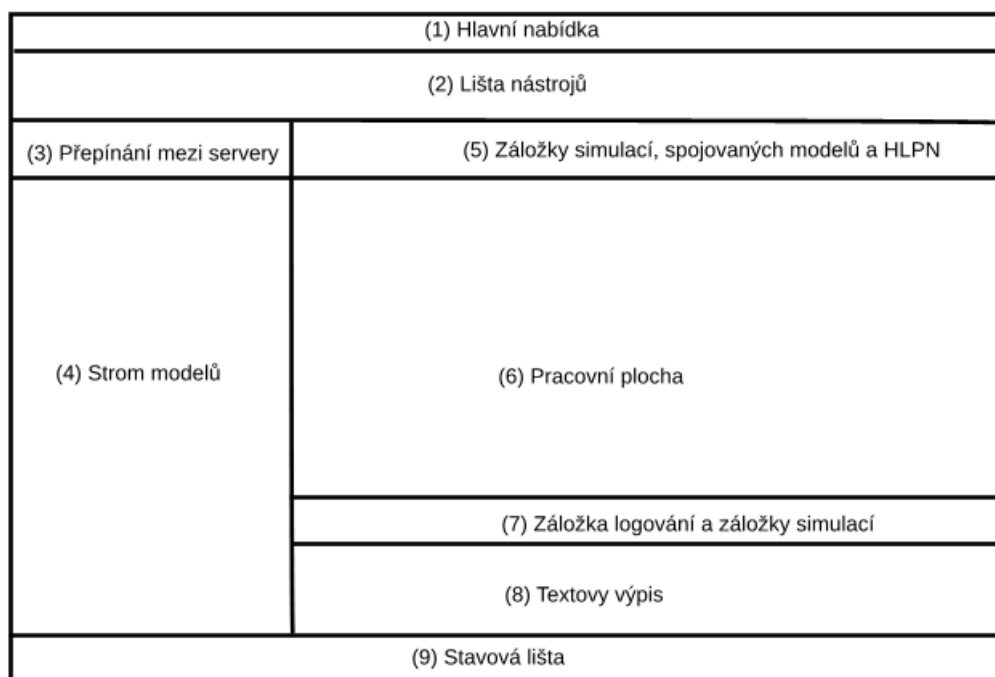 (1) Hlavní nabídka
(2) Lišta nástrojů
(3) Přepínání mezi servery
(5) Záložky simulací, spojovaných modelů a HLPN
(4) Strom modelů
(6) Pracovní plocha
(7) Záložka logování a záložky simulací
(8) Textovy výpis
(9) Stavová lišta